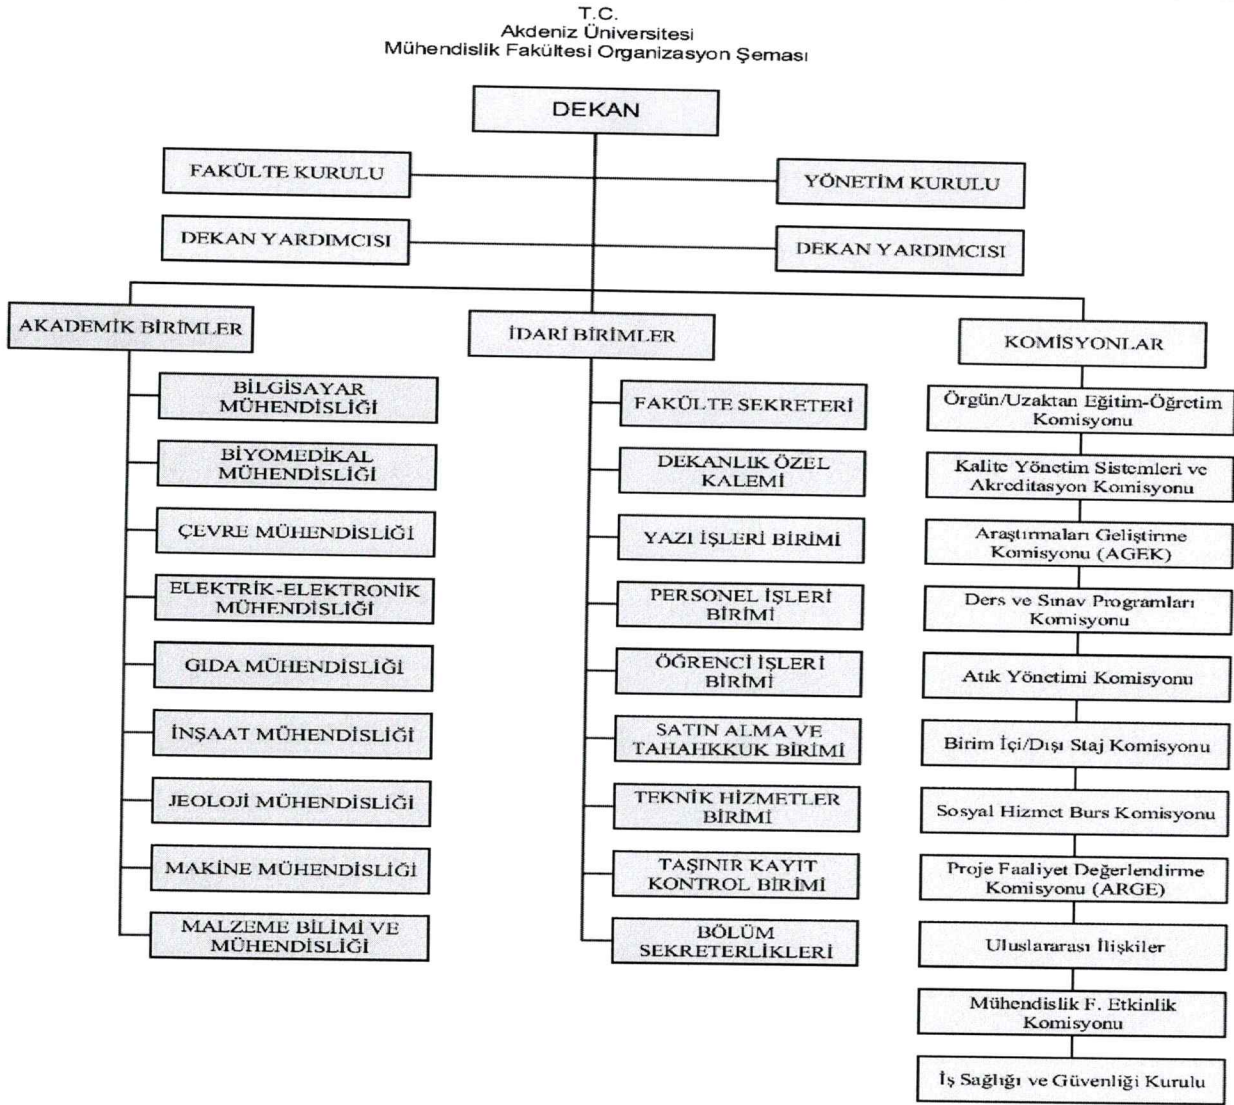 T.C.
Akdeniz Üniversitesi
Mühendislik Fakültesi Organizasyon Şeması
DEKAN
FAKÜLTE KURULU
YÖNETİM KURULU
DEKAN YARDIMCISI
DEKAN YARDIMCISI
AKADEMİK BİRİMLER
BİLGİSAYAR
MÜHENDİSLİĞİ
BİYOMEDİKAL
MÜHENDİSLİĞİ
ÇEVRE MÜHENDİSLİĞİ
ELEKTRİK-ELEKTRONİK
MÜHENDİSLİĞİ
GIDA MÜHENDİSLİĞİ
İNŞAAT MÜHENDİSLİĞİ
JEOLOJİ MÜHENDİSLİĞİ
MAKİNE MÜHENDİSLİĞİ
MALZEME BİLİMİ VE
MÜHENDİSLİĞİ
İDARİ BİRİMLER
FAKÜLTE SEKRETERİ
DEKANLIK ÖZEL
KALEMİ
YAZI İŞLERİ BİRİMİ
PERSONEL İŞLERİ
BİRİMİ
ÖĞRENCİ İŞLERİ
BİRİMİ
SATIN ALMA VE
TAHAHKKUK BİRİMİ
TEKNİK HİZMETLER
BİRİMİ
TAŞINIR KAYIT
KONTROL BİRİMİ
BÖLÜM
SEKRETERLİKLERİ
KOMİSYONLAR
Örgün/Uzaktan Eğitim-Öğretim
Komisyonu
Kalite Yönetim Sistemleri ve
Akreditasyon Komisyonu
Araştırmaları Geliştirme
Komisyonu (AGEK)
Ders ve Sınav Programları
Komisyonu
Atık Yönetimi Komisyonu
Birim İçi/Dışı Staj Komisyonu
Sosyal Hizmet Burs Komisyonu
Proje Faaliyet Değerlendirme
Komisyonu (ARGE)
Uluslararası İlişkiler
Mühendislik F. Etkinlik
Komisyonu
İş Sağlığı ve Güvenliği Kurulu